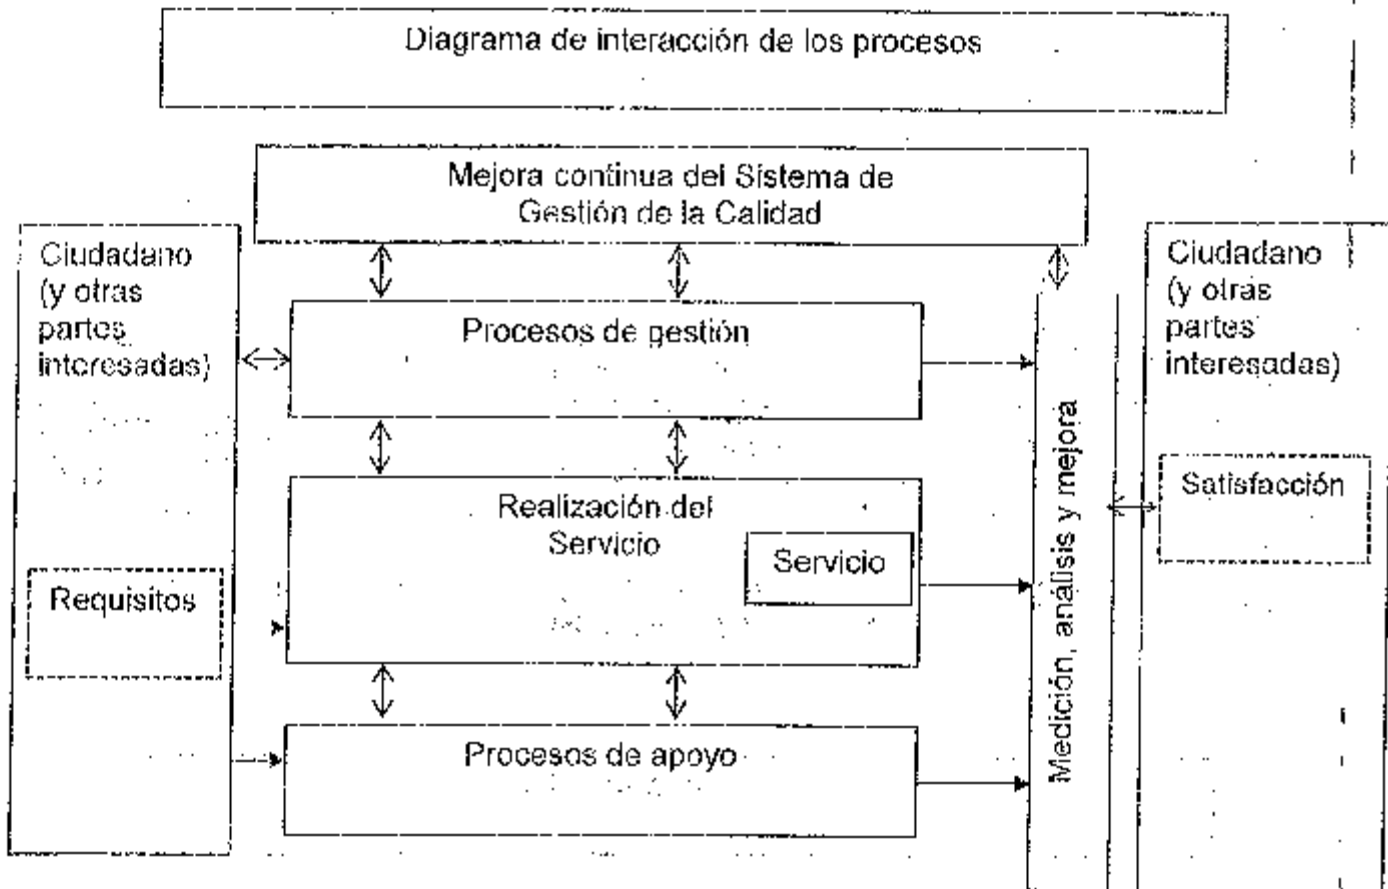 Diagrama de interacción de los procesos
Mejora continua del Sistema de
Gestión de la Calidad
Ciudadano
(y otras
partes
interesadas)
Requisitos
Procesos de gestión
Realización del
Servicio
Servicio
Procesos de apoyo
Medición, análisis y mejora
Ciudadano
(y otras
partes
interesadas)
Satisfacción